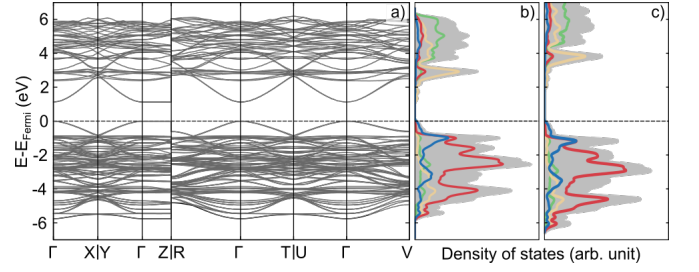 a)
b)
c)
6
4
2
0
-2
-4
-6
E-E_Fermi (eV)
Γ X|Y Γ Z|R Γ T|U Γ V
Density of states (arb. unit)